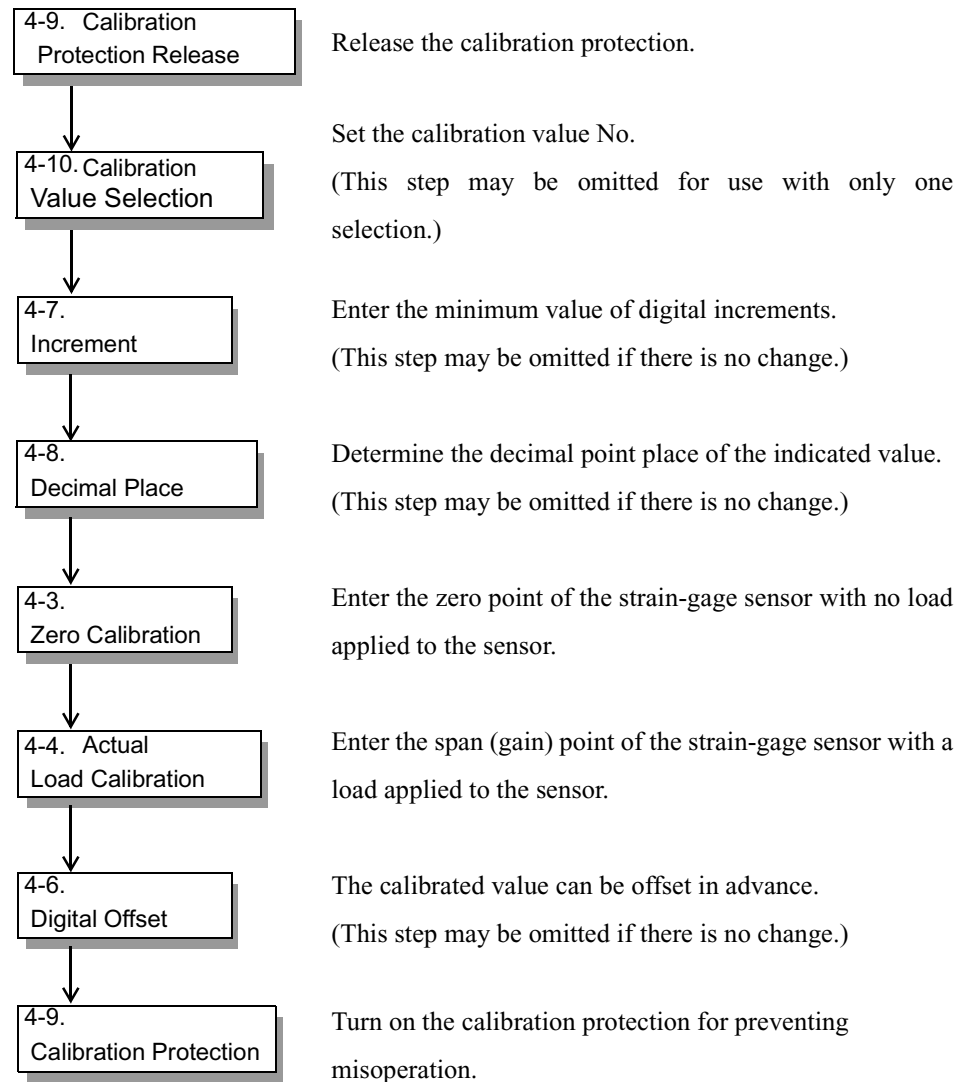 4-9. Calibration
Protection Release
Release the calibration protection.
4-10. Calibration
Value Selection
Set the calibration value No.
(This step may be omitted for use with only one
selection.)
4-7.
Increment
Enter the minimum value of digital increments.
(This step may be omitted if there is no change.)
4-8.
Decimal Place
Determine the decimal point place of the indicated value.
(This step may be omitted if there is no change.)
4-3.
Zero Calibration
Enter the zero point of the strain-gage sensor with no load
applied to the sensor.
4-4. Actual
Load Calibration
Enter the span (gain) point of the strain-gage sensor with a
load applied to the sensor.
4-6.
Digital Offset
The calibrated value can be offset in advance.
(This step may be omitted if there is no change.)
4-9.
Calibration Protection
Turn on the calibration protection for preventing
misoperation.